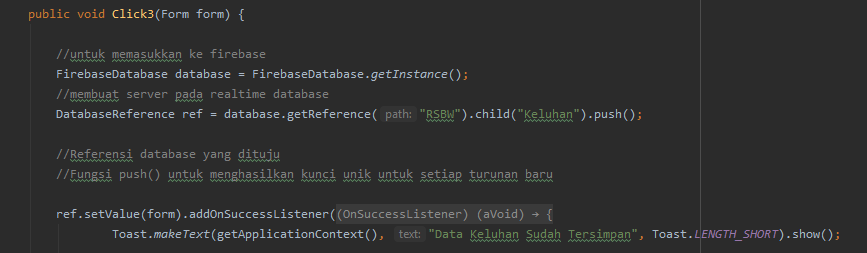 public void Click3(Form form) {
//untuk memasukkan ke firebase
FirebaseDatabase database = FirebaseDatabase.getInstance();
//membuat server pada realtime database
DatabaseReference ref = database.getReference( path: "RSBW").child("Keluhan").push();
//Referensi database yang dituju
//Fungsi push() untuk menghasilkan kunci unik untuk setiap turunan baru
ref.setValue(form).addOnSuccessListener((OnSuccessListener) (aVoid) → {
Toast.makeText(getApplicationContext(), text: "Data Keluhan Sudah Tersimpan", Toast.LENGTH_SHORT).show();